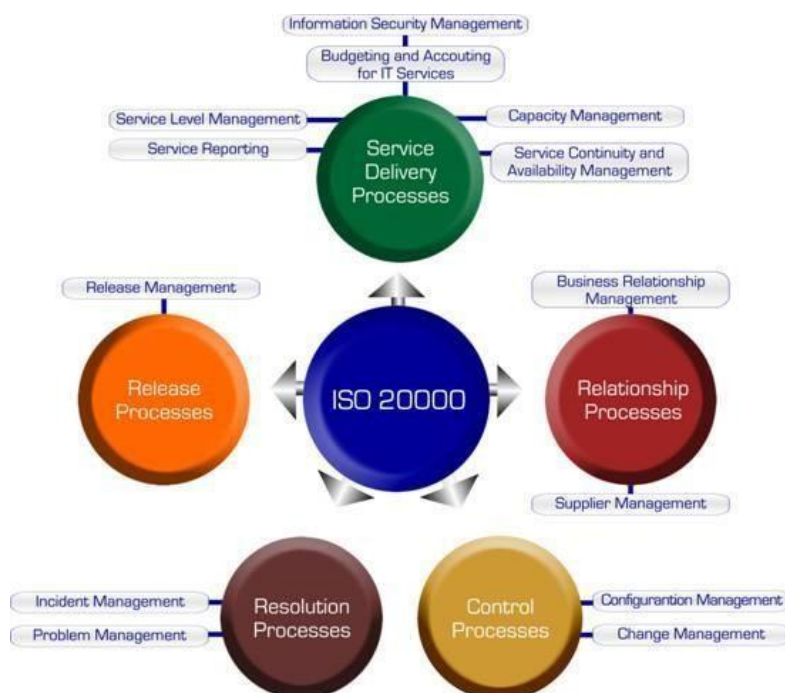 Information Security Management
Budgeting and Accouting
for IT Services
Service Level Management
Capacity Management
Service Reporting
Service Continuity and
Availability Management
Service
Delivery
Processes
Release Management
Business Relationship
Management
Release
Processes
ISO 20000
Relationship
Processes
Supplier Management
Incident Management
Problem Management
Resolution
Processes
Control
Processes
Configurantion Management
Change Management